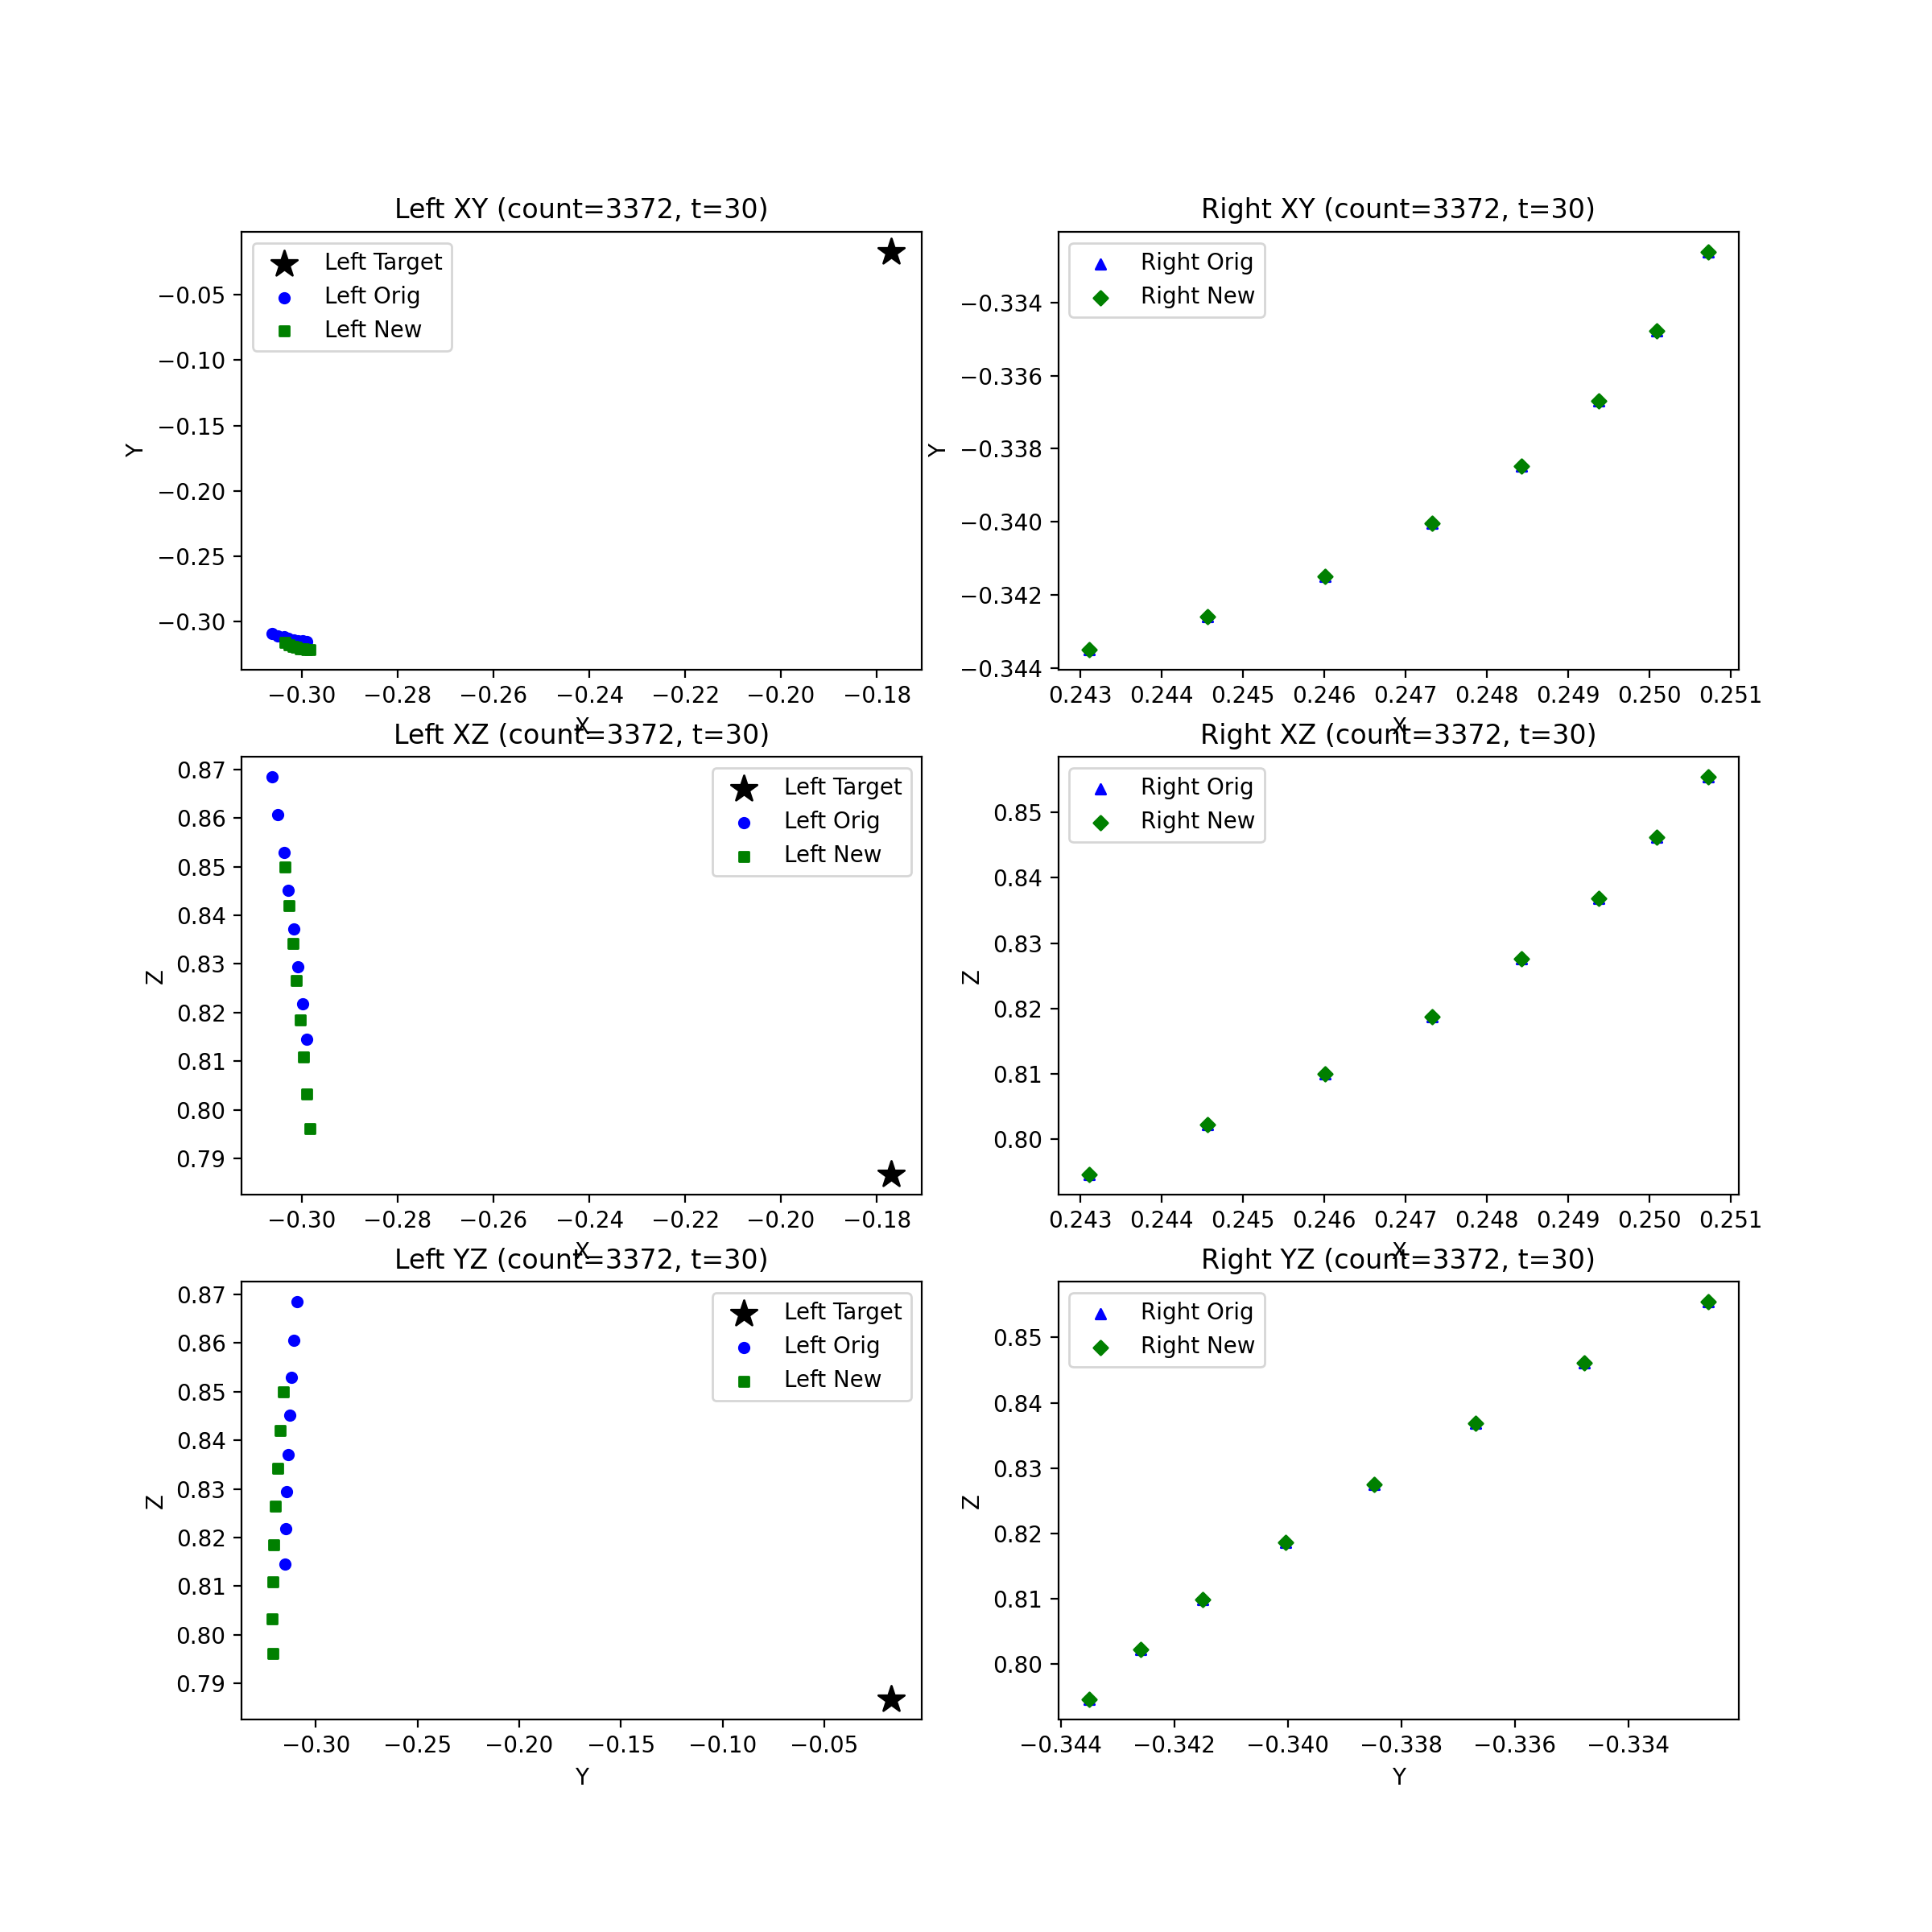 Left XY (count=3372, t=30)
Left Target
Left Orig
Left New
−0.05
−0.10
−0.15
−0.20
−0.25
−0.30
Y
−0.30 −0.28 −0.26 −0.24 −0.22 −0.20 −0.18
X
Right XY (count=3372, t=30)
Right Orig
Right New
−0.334
−0.336
−0.338
−0.340
−0.342
−0.344
Y
0.243 0.244 0.245 0.246 0.247 0.248 0.249 0.250 0.251
X
Left XZ (count=3372, t=30)
Left Target
Left Orig
Left New
0.87
0.86
0.85
0.84
0.83
0.82
0.81
0.80
0.79
Z
−0.30 −0.28 −0.26 −0.24 −0.22 −0.20 −0.18
X
Right XZ (count=3372, t=30)
Right Orig
Right New
0.85
0.84
0.83
0.82
0.81
0.80
Z
0.243 0.244 0.245 0.246 0.247 0.248 0.249 0.250 0.251
X
Left YZ (count=3372, t=30)
Left Target
Left Orig
Left New
0.87
0.86
0.85
0.84
0.83
0.82
0.81
0.80
0.79
Z
−0.30 −0.25 −0.20 −0.15 −0.10 −0.05
Y
Right YZ (count=3372, t=30)
Right Orig
Right New
0.85
0.84
0.83
0.82
0.81
0.80
Z
−0.344 −0.342 −0.340 −0.338 −0.336 −0.334
Y